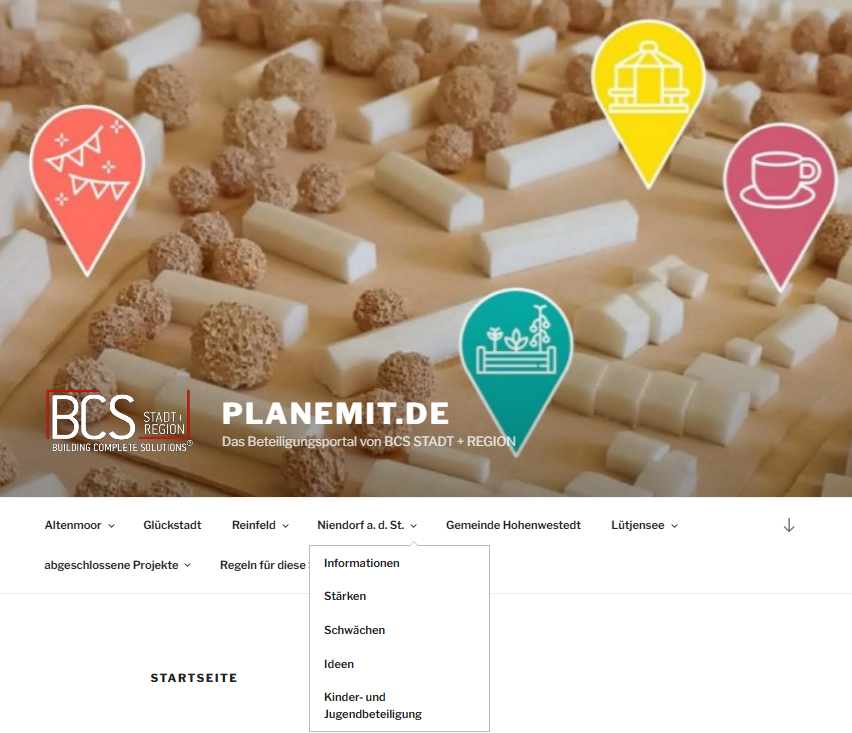 BCS STADT +
REGION
BUILDING COMPLETE SOLUTIONS®
PLANEMIT.DE
Das Beteiligungsportal von BCS STADT + REGION
Altenmoor
Glückstadt
Reinfeld
Niendorf a. d. St.
Gemeinde Hohenwestedt
Lütjensee
abgeschlossene Projekte
Regeln für diese
Informationen
Stärken
Schwächen
Ideen
Kinder- und
Jugendbeteiligung
STARTSEITE